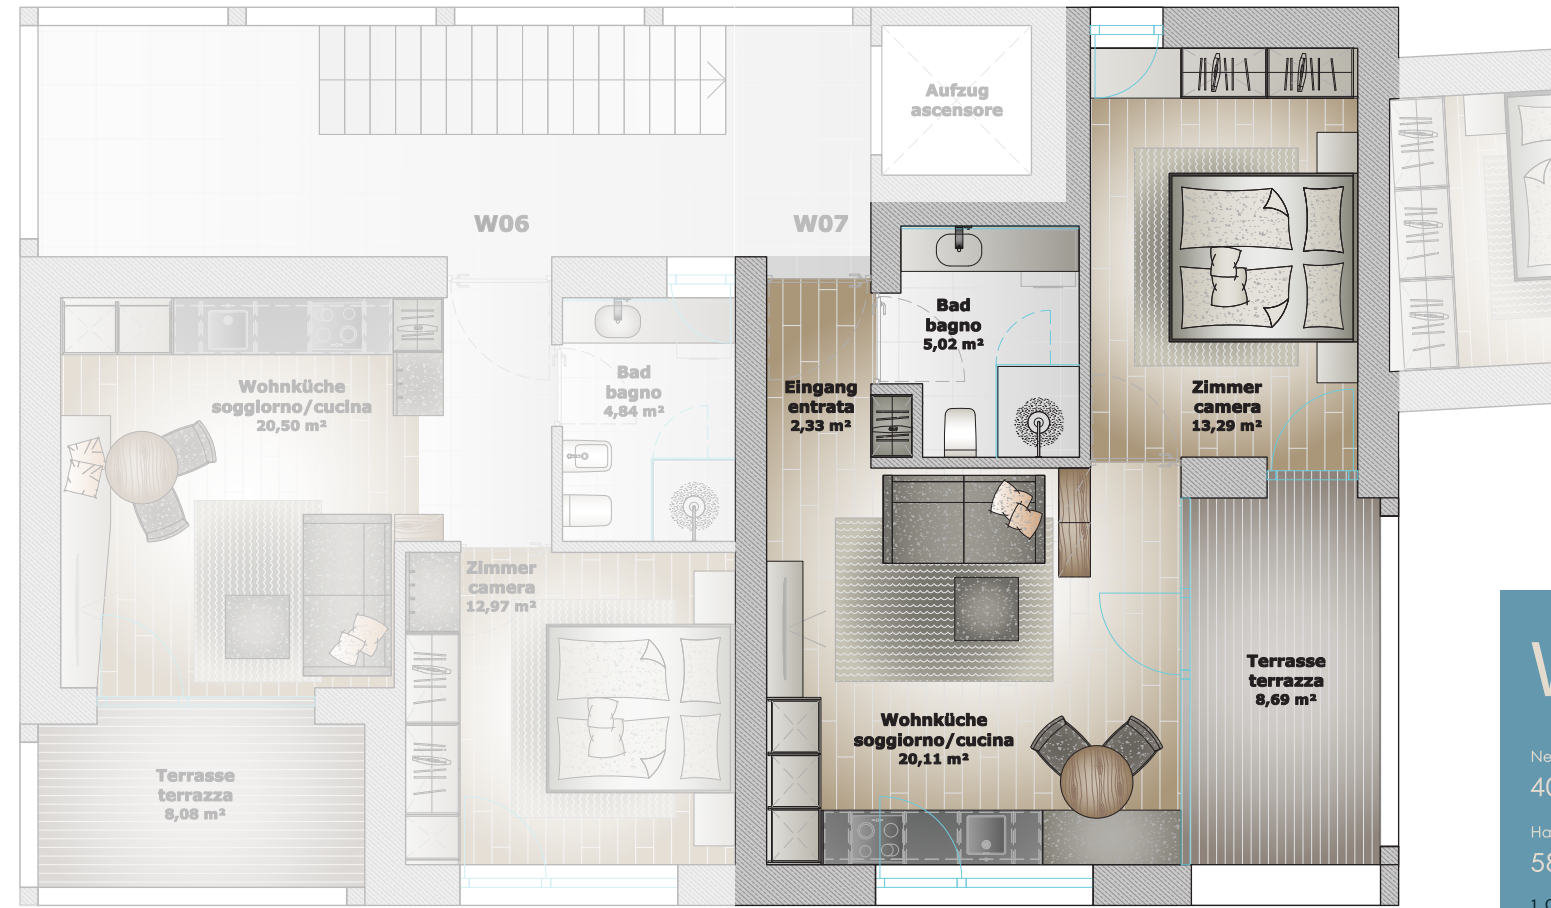 Aufzug
ascensore
W06
W07
Bad
bagno
5,02 m²
Wohnküche
soggiorno/cucina
20,50 m²
Bad
bagno
4,84 m²
Eingang
entrata
2,33 m²
Zimmer
camera
13,29 m²
Zimmer
camera
12,97 m²
Terrasse
terrazza
8,69 m²
Wohnküche
soggiorno/cucina
20,11 m²
Terrasse
terrazza
8,08 m²